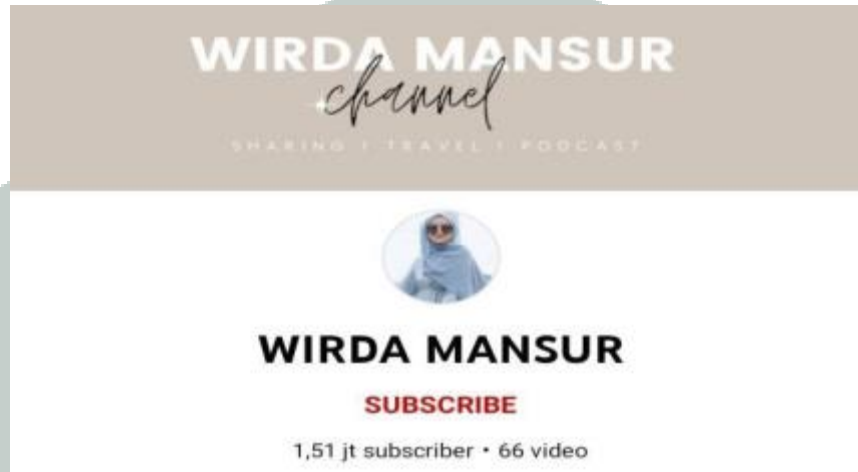 WIRDA MANSUR
channel
SHARING | TRAVEL | PODCAST
WIRDA MANSUR
SUBSCRIBE
1,51 jt subscriber • 66 video